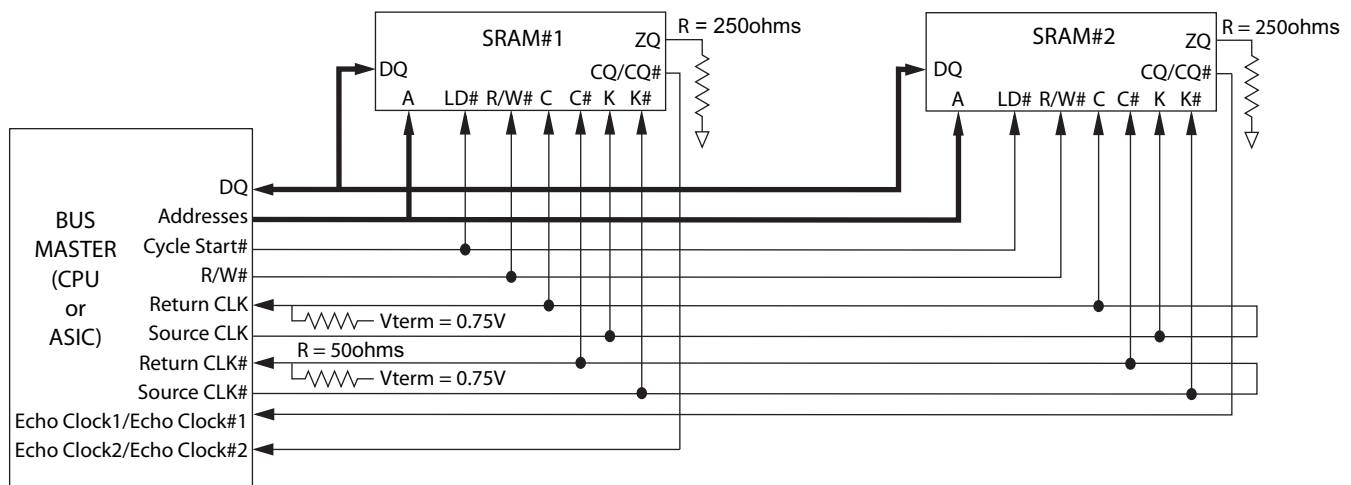 SRAM#1
ZQ
R = 250ohms
DQ
CQ/CQ#
A LD# R/W# C C# K K#
SRAM#2
ZQ
R = 250ohms
DQ
CQ/CQ#
A LD# R/W# C C# K K#
BUS
MASTER
(CPU
or
ASIC)
DQ
Addresses
Cycle Start#
R/W#
Return CLK
Source CLK
Return CLK#
Source CLK#
Echo Clock1/Echo Clock#1
Echo Clock2/Echo Clock#2
Vterm = 0.75V
R = 50ohms
Vterm = 0.75V